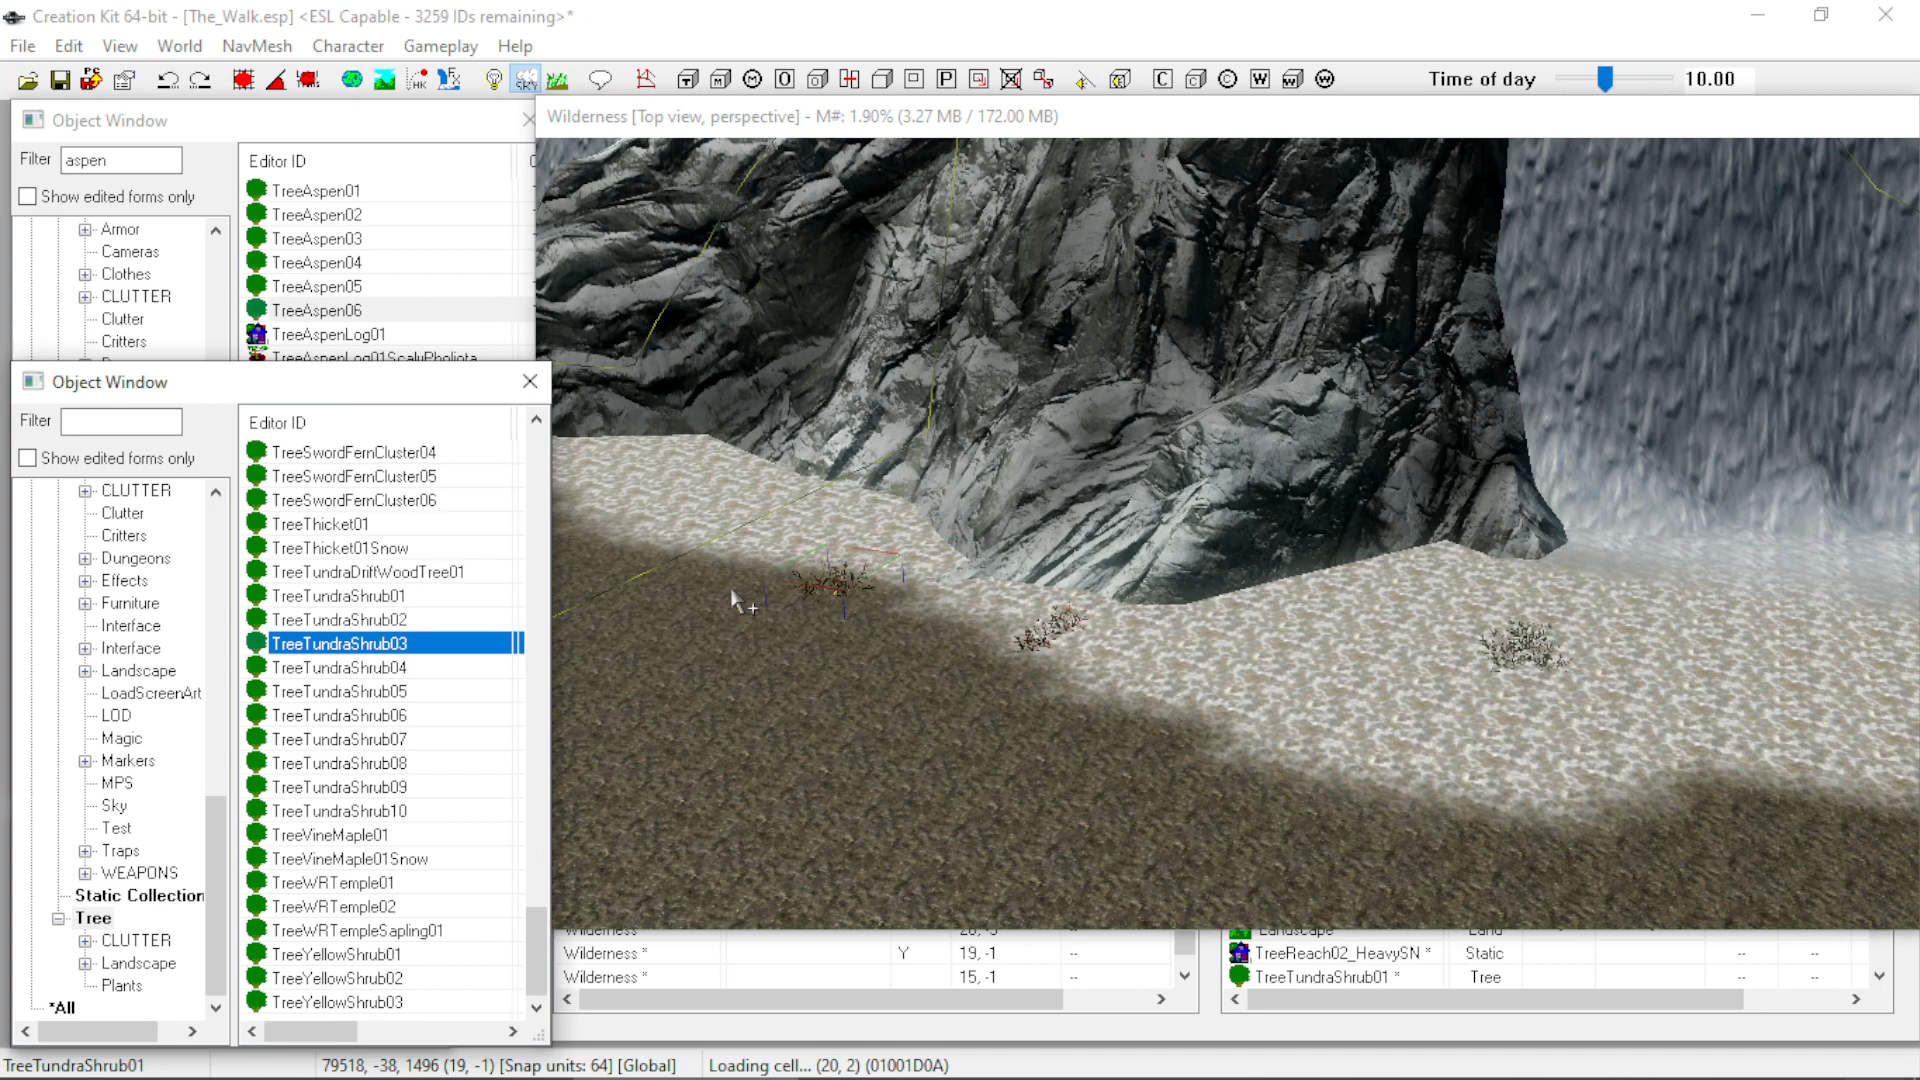 Creation Kit 64-bit - [The_Walk.esp] <ESL Capable - 3259 IDs remaining>*
File Edit View World NavMesh Character Gameplay Help
Time of day 10.00
Object Window
Filter aspen
Show edited forms only
Armor
Cameras
Clothes
CLUTTER
Clutter
Critters
Editor ID
TreeAspen01
TreeAspen02
TreeAspen03
TreeAspen04
TreeAspen05
TreeAspen06
TreeAspenLog01
TreeAspenLog01ScalyPholiota
Wilderness [Top view, perspective] - M#: 1.90% (3.27 MB / 172.00 MB)
Object Window
Filter
Show edited forms only
CLUTTER
Clutter
Critters
Dungeons
Effects
Furniture
Interface
Interface
Landscape
LoadScreenArt
LOD
Magic
Markers
MPS
Sky
Test
Traps
WEAPONS
Static Collection
Tree
CLUTTER
Landscape
Plants
*All
Editor ID
TreeSwordFernCluster04
TreeSwordFernCluster05
TreeSwordFernCluster06
TreeThicket01
TreeThicket01Snow
TreeTundraDriftWoodTree01
TreeTundraShrub01
TreeTundraShrub02
TreeTundraShrub03
TreeTundraShrub04
TreeTundraShrub05
TreeTundraShrub06
TreeTundraShrub07
TreeTundraShrub08
TreeTundraShrub09
TreeTundraShrub10
TreeVineMaple01
TreeVineMaple01Snow
TreeWRTemple01
TreeWRTemple02
TreeWRTempleSapling01
TreeYellowShrub01
TreeYellowShrub02
TreeYellowShrub03
Wilderness
Wilderness * Y 19, -1 --
Wilderness * 15, -1 --
Landscape Land
TreeReach02_HeavySN * Static -- --
TreeTundraShrub01 * Tree -- --
TreeTundraShrub01
79518, -38, 1496 (19, -1) [Snap units: 64] [Global]
Loading cell... (20, 2) (01001D0A)